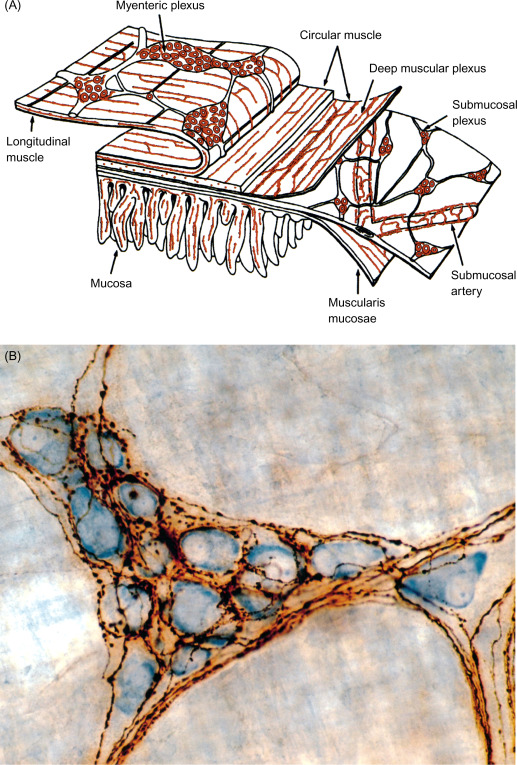 (A)
Myenteric plexus
Circular muscle
Deep muscular plexus
Submucosal
plexus
Longitudinal
muscle
Mucosa
Muscularis
mucosae
Submucosal
artery
(B)